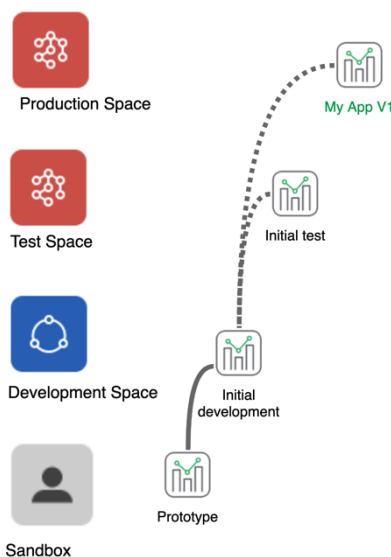 Production Space
My App V1
Test Space
Initial test
Development Space
Initial
development
Prototype
Sandbox